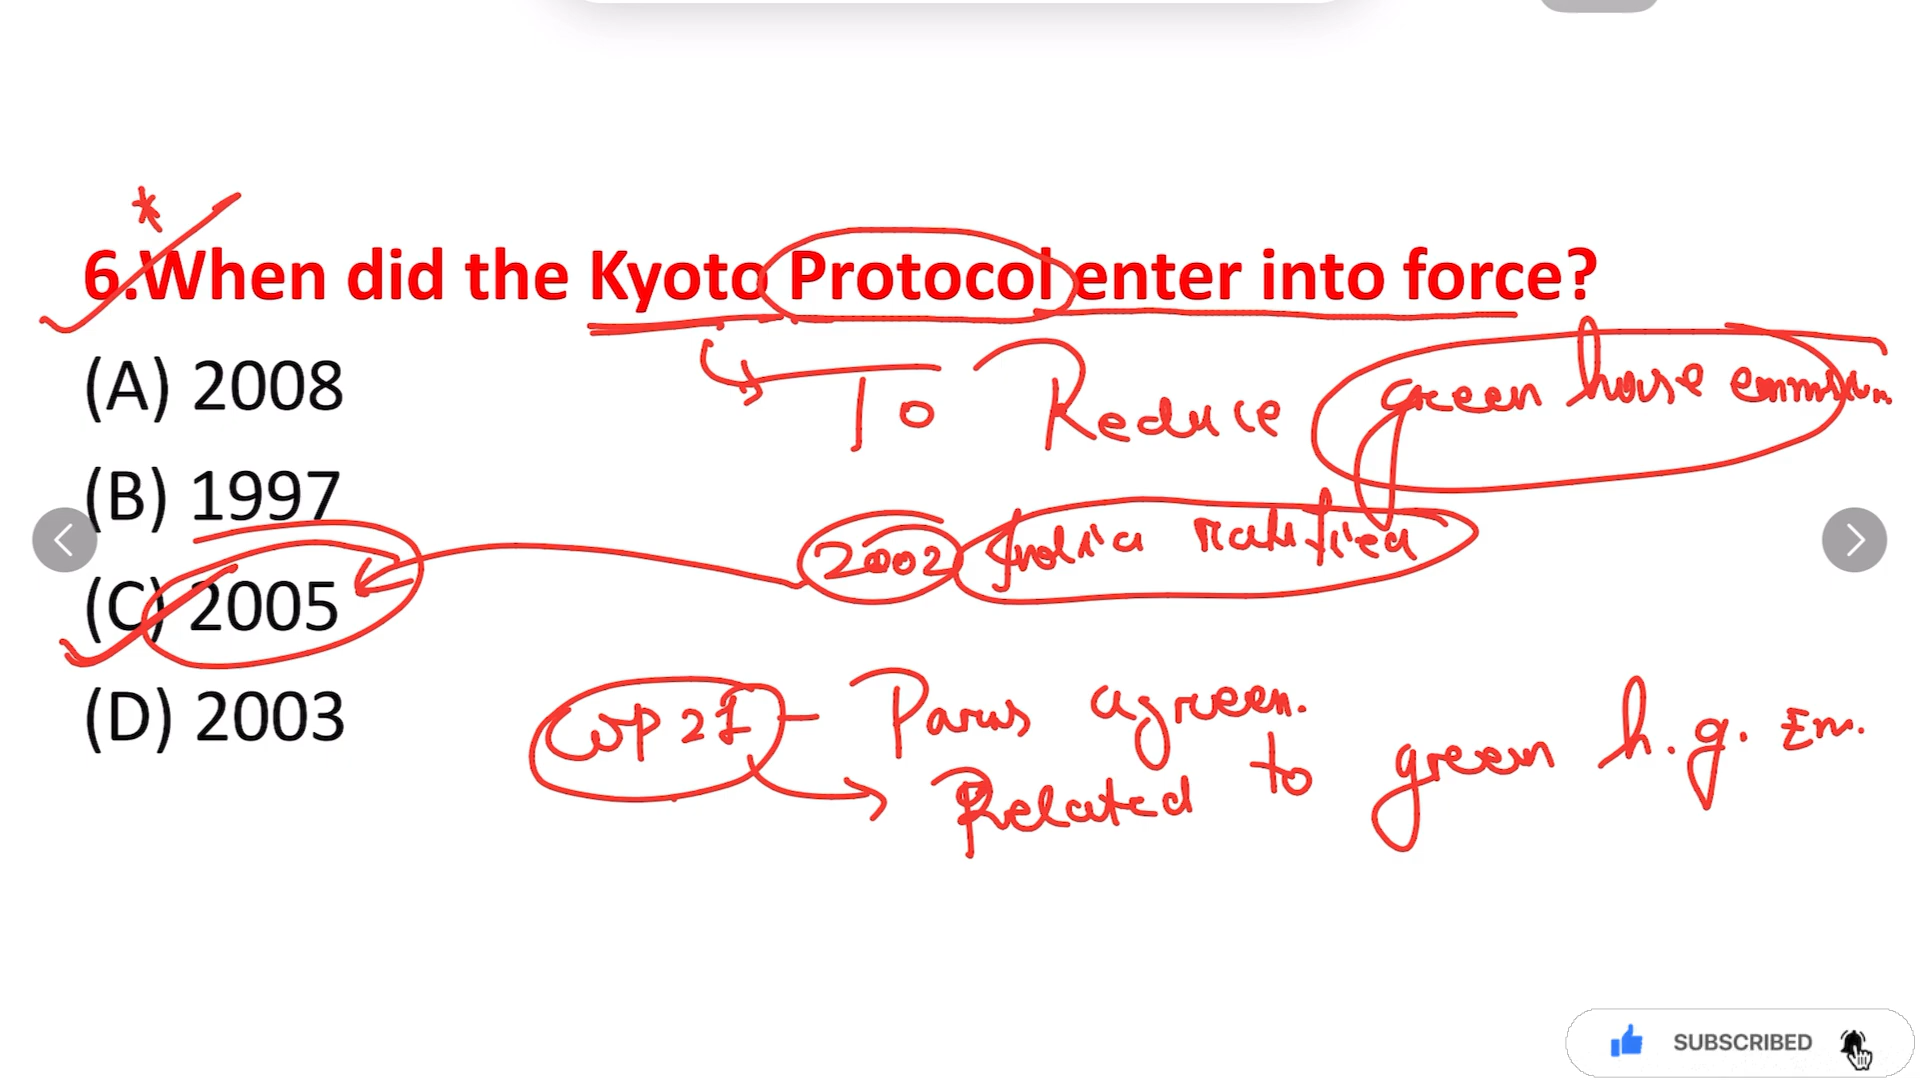 6.When did the Kyoto Protocol enter into force?
(A) 2008
To Reduce green house
(B) 1997
2002 India ratified
(C) 2005
COP 21 - Paris agreem.
(D) 2003
Related to green h.g. Em.
SUBSCRIBED